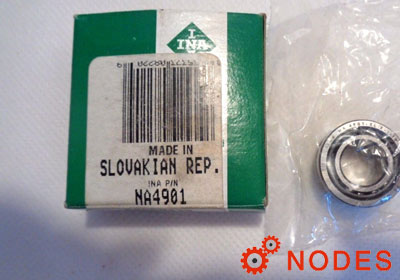 INA
MADE IN
SLOVAKIAN REP.
INA P/N
NA4901
NODES